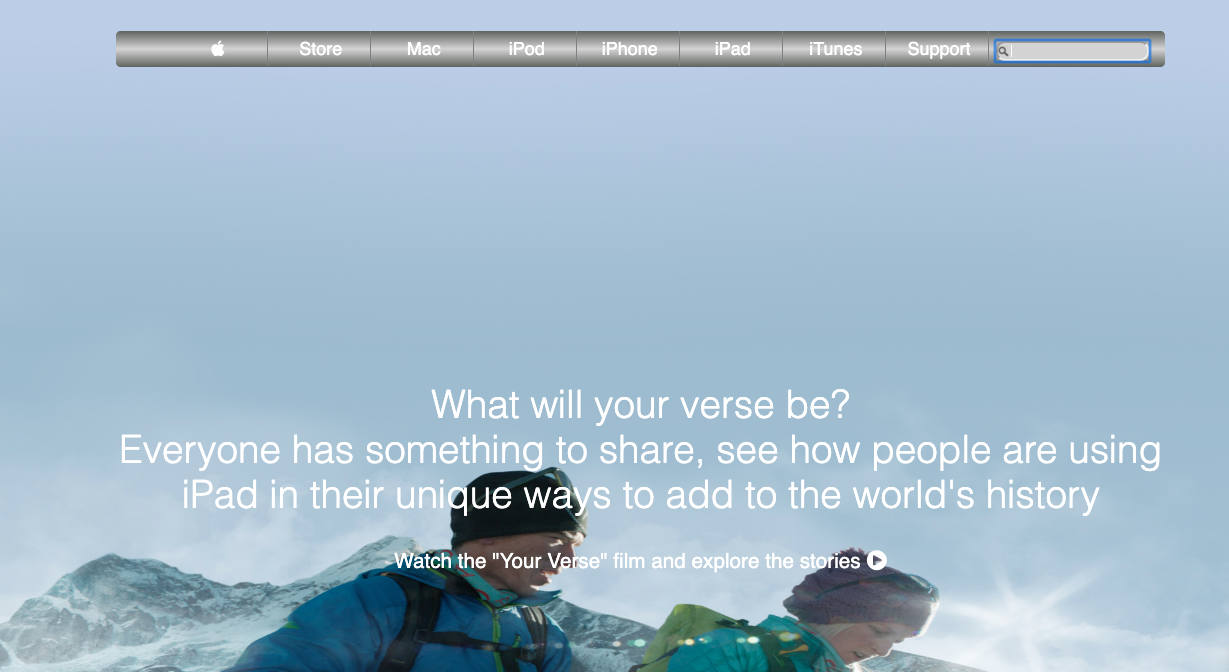 Store Mac iPod iPhone iPad iTunes Support
What will your verse be?
Everyone has something to share, see how people are using
iPad in their unique ways to add to the world's history
Watch the "Your Verse" film and explore the stories